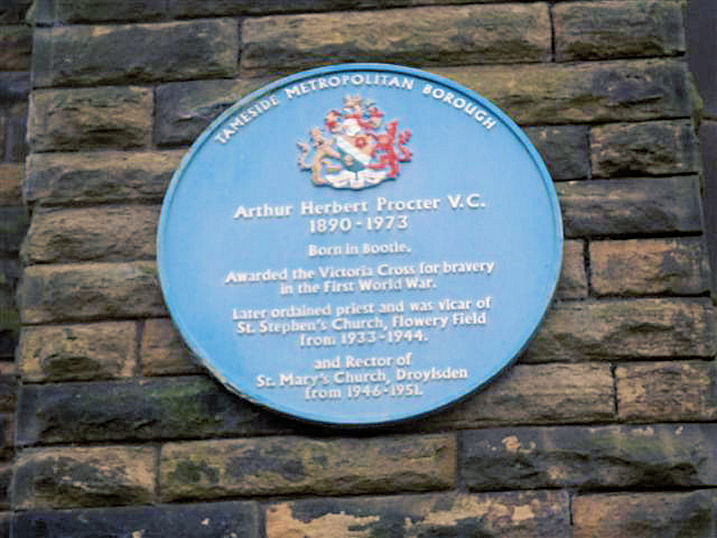 TAMESIDE METROPOLITAN BOROUGH
Arthur Herbert Procter V.C.
1890 - 1973
Born in Bootle.
Awarded the Victoria Cross for bravery
in the First World War.
Later ordained priest and was vicar of
St. Stephen's Church, Flowery Field
from 1933 - 1944.
and Rector of
St. Mary's Church, Droylsden
from 1946 - 1951.